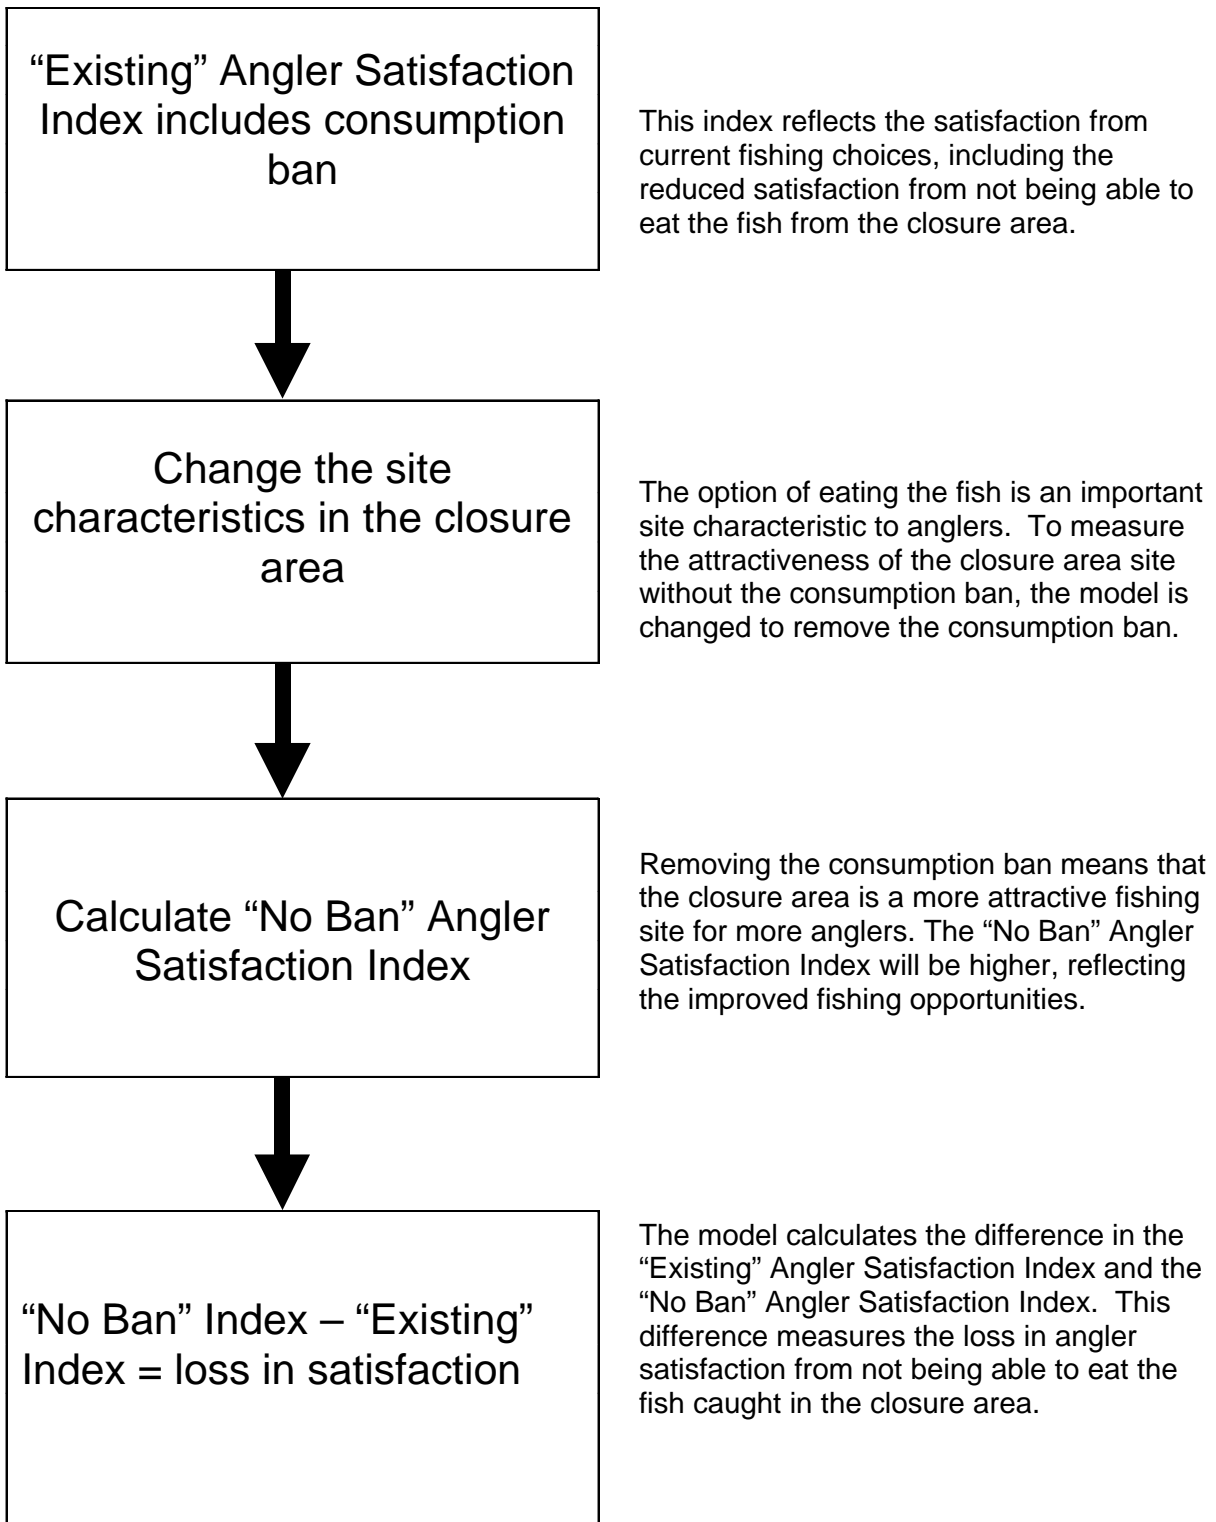 “Existing” Angler Satisfaction
Index includes consumption
ban
This index reflects the satisfaction from
current fishing choices, including the
reduced satisfaction from not being able to
eat the fish from the closure area.
Change the site
characteristics in the closure
area
The option of eating the fish is an important
site characteristic to anglers.  To measure
the attractiveness of the closure area site
without the consumption ban, the model is
changed to remove the consumption ban.
Calculate “No Ban” Angler
Satisfaction Index
Removing the consumption ban means that
the closure area is a more attractive fishing
site for more anglers. The “No Ban” Angler
Satisfaction Index will be higher, reflecting
the improved fishing opportunities.
“No Ban” Index – “Existing”
Index = loss in satisfaction
The model calculates the difference in the
“Existing” Angler Satisfaction Index and the
“No Ban” Angler Satisfaction Index.  This
difference measures the loss in angler
satisfaction from not being able to eat the
fish caught in the closure area.